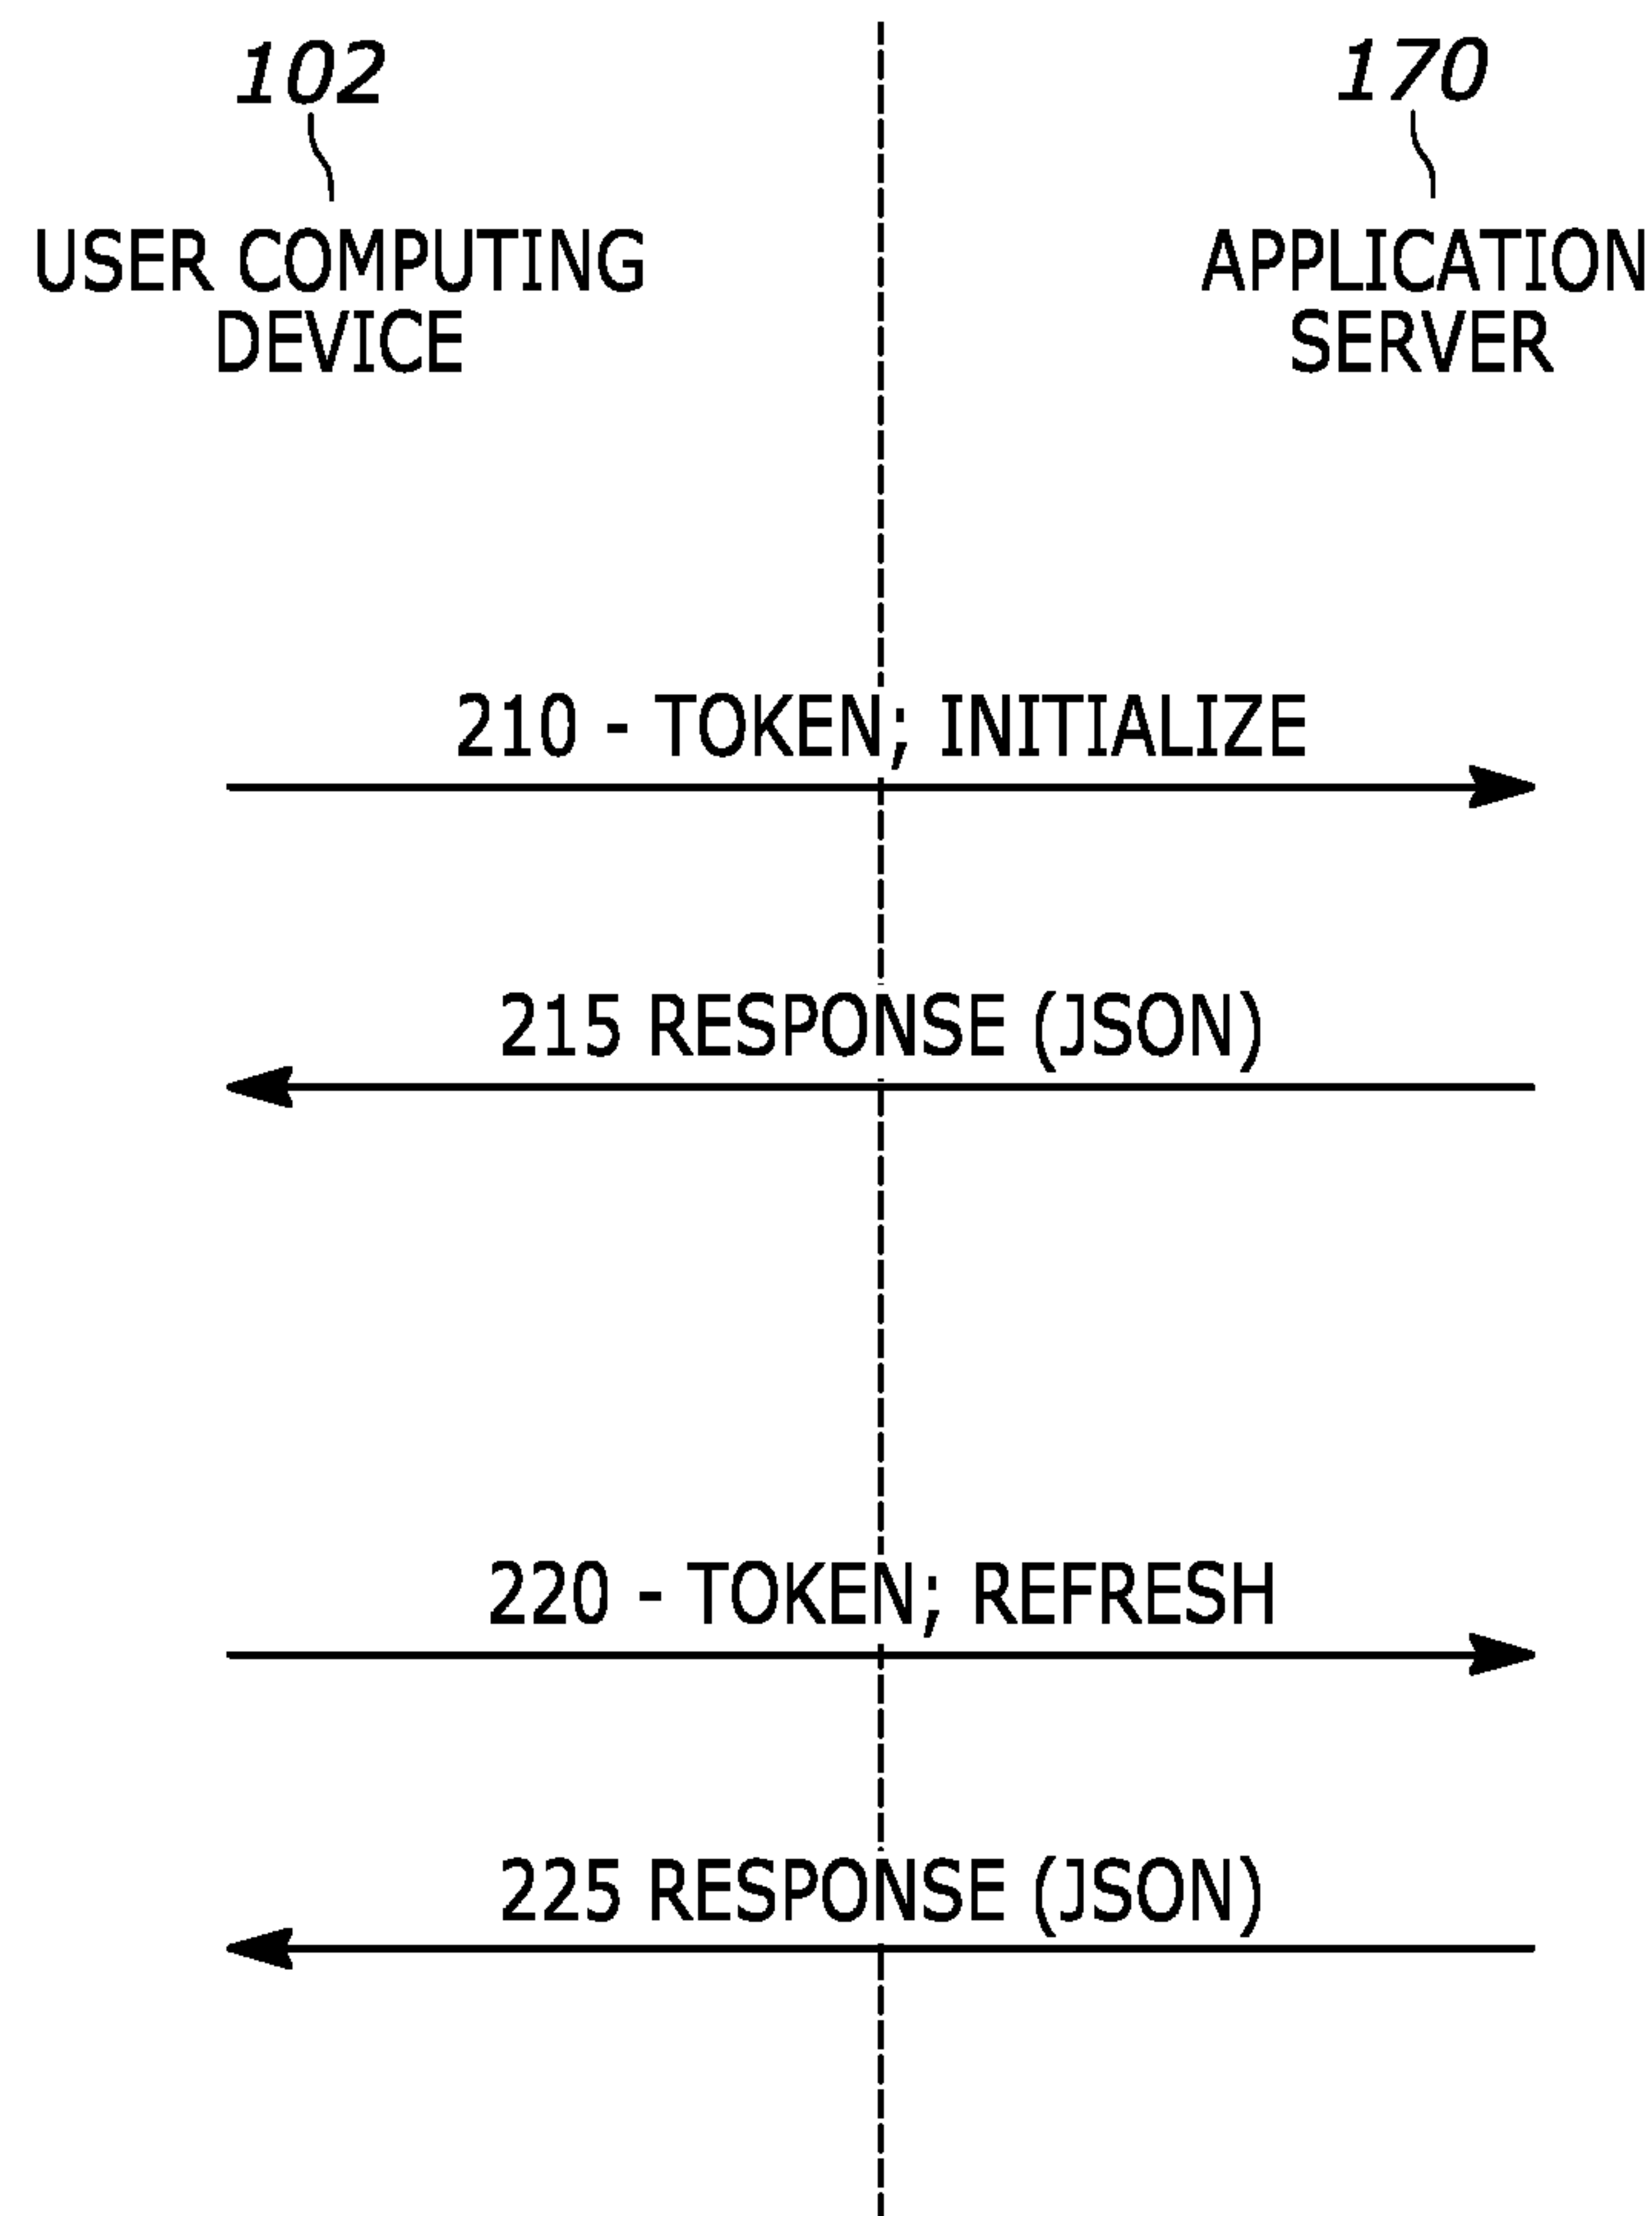 102
170
USER COMPUTING
DEVICE
APPLICATION
SERVER
210 - TOKEN; INITIALIZE
215 RESPONSE (JSON)
220 - TOKEN; REFRESH
225 RESPONSE (JSON)